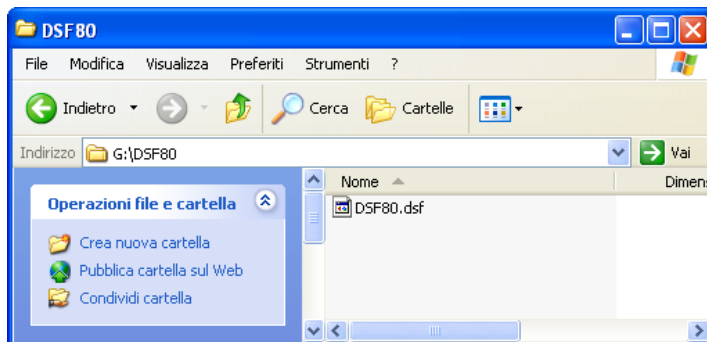 DSF80
File Modifica Visualizza Preferiti Strumenti ?
Indietro Cerca Cartelle
Indirizzo G:\DSF80 Vai
Nome Dimens
Operazioni file e cartella
DSF80.dsf
Crea nuova cartella
Pubblica cartella sul Web
Condividi cartella